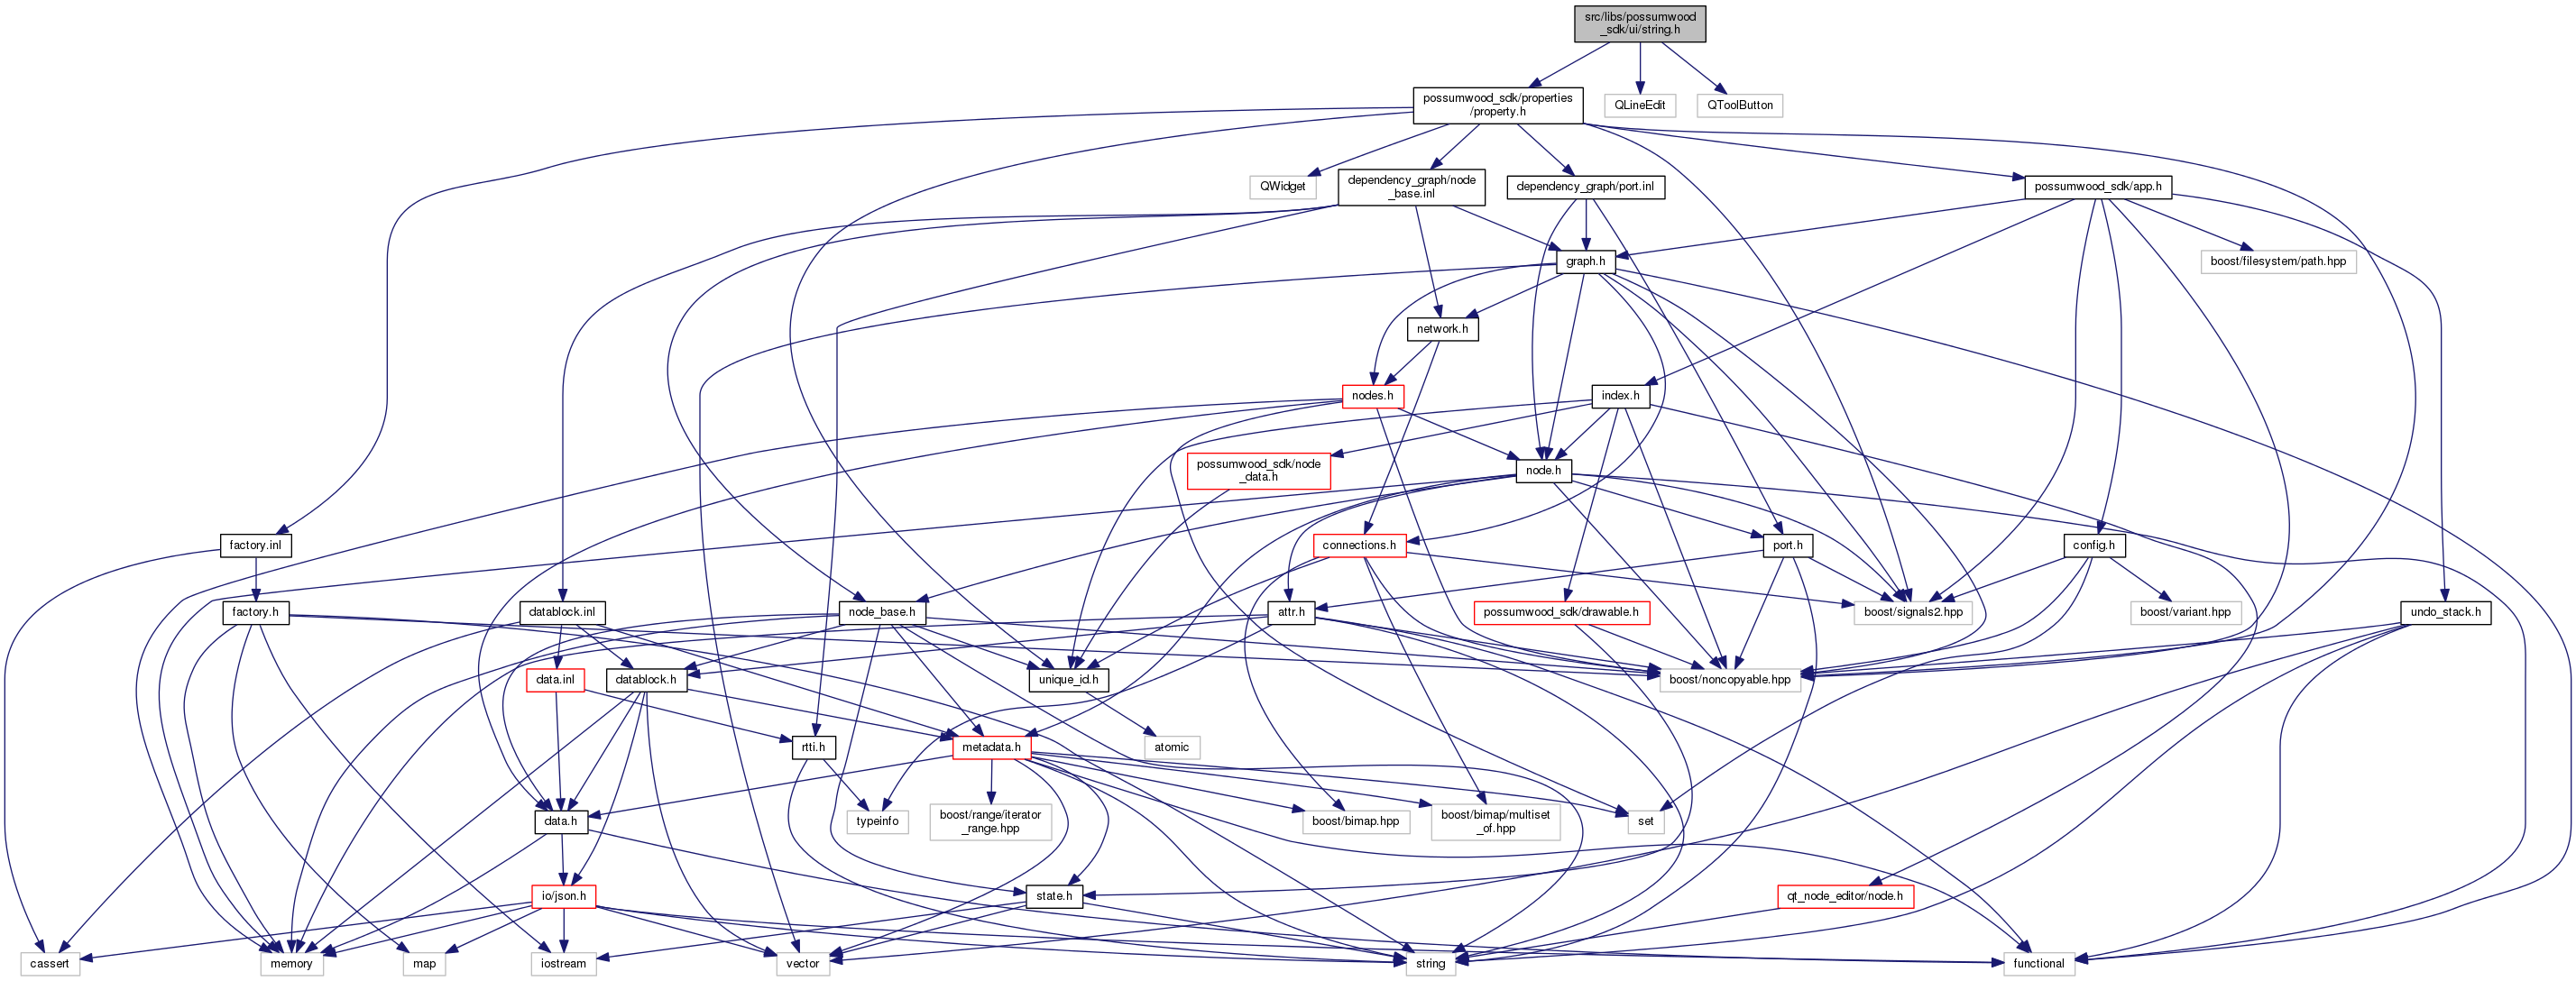 src/libs/possumwood
_sdk/ui/string.h
possumwood_sdk/properties
/property.h
QLineEdit
QToolButton
QWidget
dependency_graph/node
_base.inl
dependency_graph/port.inl
possumwood_sdk/app.h
graph.h
boost/filesystem/path.hpp
network.h
nodes.h
index.h
possumwood_sdk/node
_data.h
node.h
factory.inl
connections.h
port.h
config.h
factory.h
datablock.inl
node_base.h
attr.h
possumwood_sdk/drawable.h
boost/signals2.hpp
boost/variant.hpp
undo_stack.h
data.inl
datablock.h
unique_id.h
boost/noncopyable.hpp
rtti.h
metadata.h
atomic
data.h
typeinfo
boost/range/iterator
_range.hpp
boost/bimap.hpp
boost/bimap/multiset
_of.hpp
set
io/json.h
state.h
qt_node_editor/node.h
cassert
memory
map
iostream
vector
string
functional